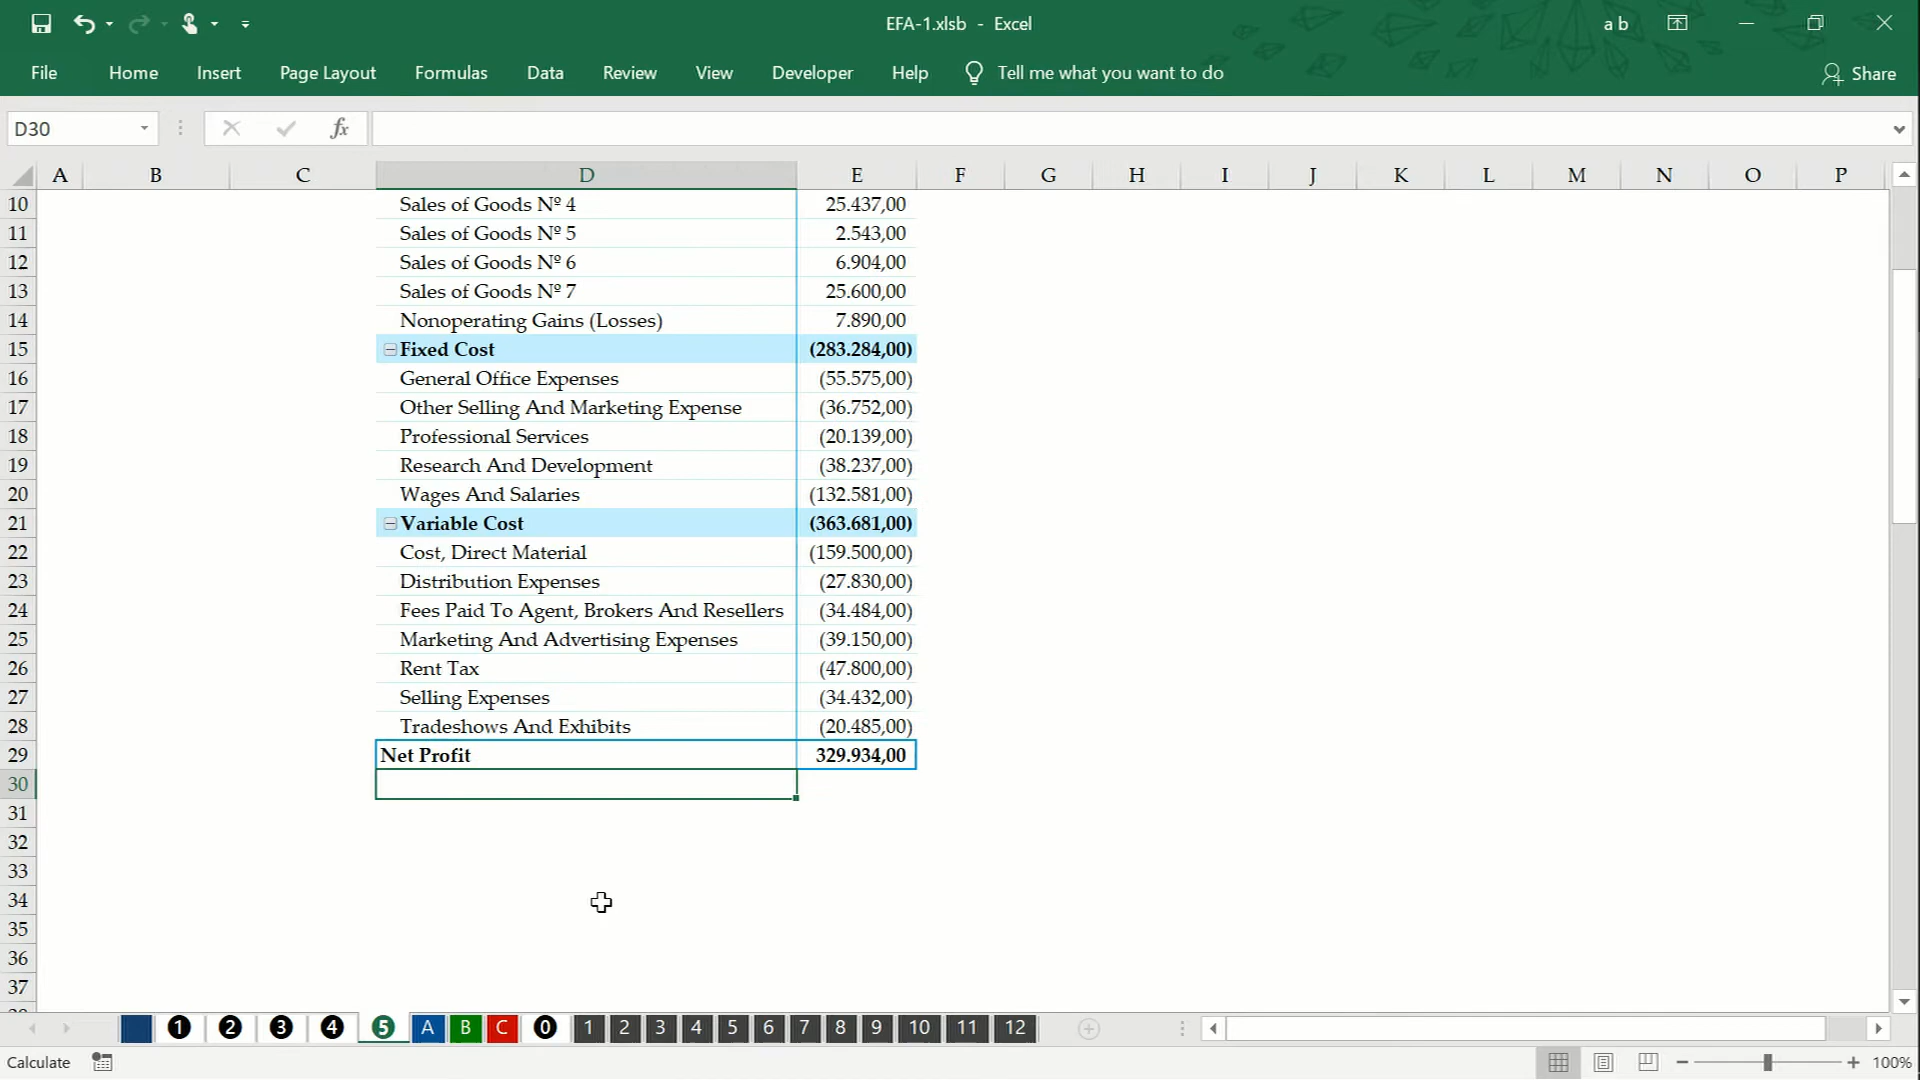 EFA-1.xlsb - Excel
a b
File Home Insert Page Layout Formulas Data Review View Developer Help Tell me what you want to do Share
D30 fx
A B C D E F G H I J K L M N O P
10 Sales of Goods Nº 4 25.437,00
11 Sales of Goods Nº 5 2.543,00
12 Sales of Goods Nº 6 6.904,00
13 Sales of Goods Nº 7 25.600,00
14 Nonoperating Gains (Losses) 7.890,00
15 Fixed Cost (283.284,00)
16 General Office Expenses (55.575,00)
17 Other Selling And Marketing Expense (36.752,00)
18 Professional Services (20.139,00)
19 Research And Development (38.237,00)
20 Wages And Salaries (132.581,00)
21 Variable Cost (363.681,00)
22 Cost, Direct Material (159.500,00)
23 Distribution Expenses (27.830,00)
24 Fees Paid To Agent, Brokers And Resellers (34.484,00)
25 Marketing And Advertising Expenses (39.150,00)
26 Rent Tax (47.800,00)
27 Selling Expenses (34.432,00)
28 Tradeshows And Exhibits (20.485,00)
29 Net Profit 329.934,00
30
31
32
33
34
35
36
37
1 2 3 4 5 A B C 0 1 2 3 4 5 6 7 8 9 10 11 12
Calculate 100%